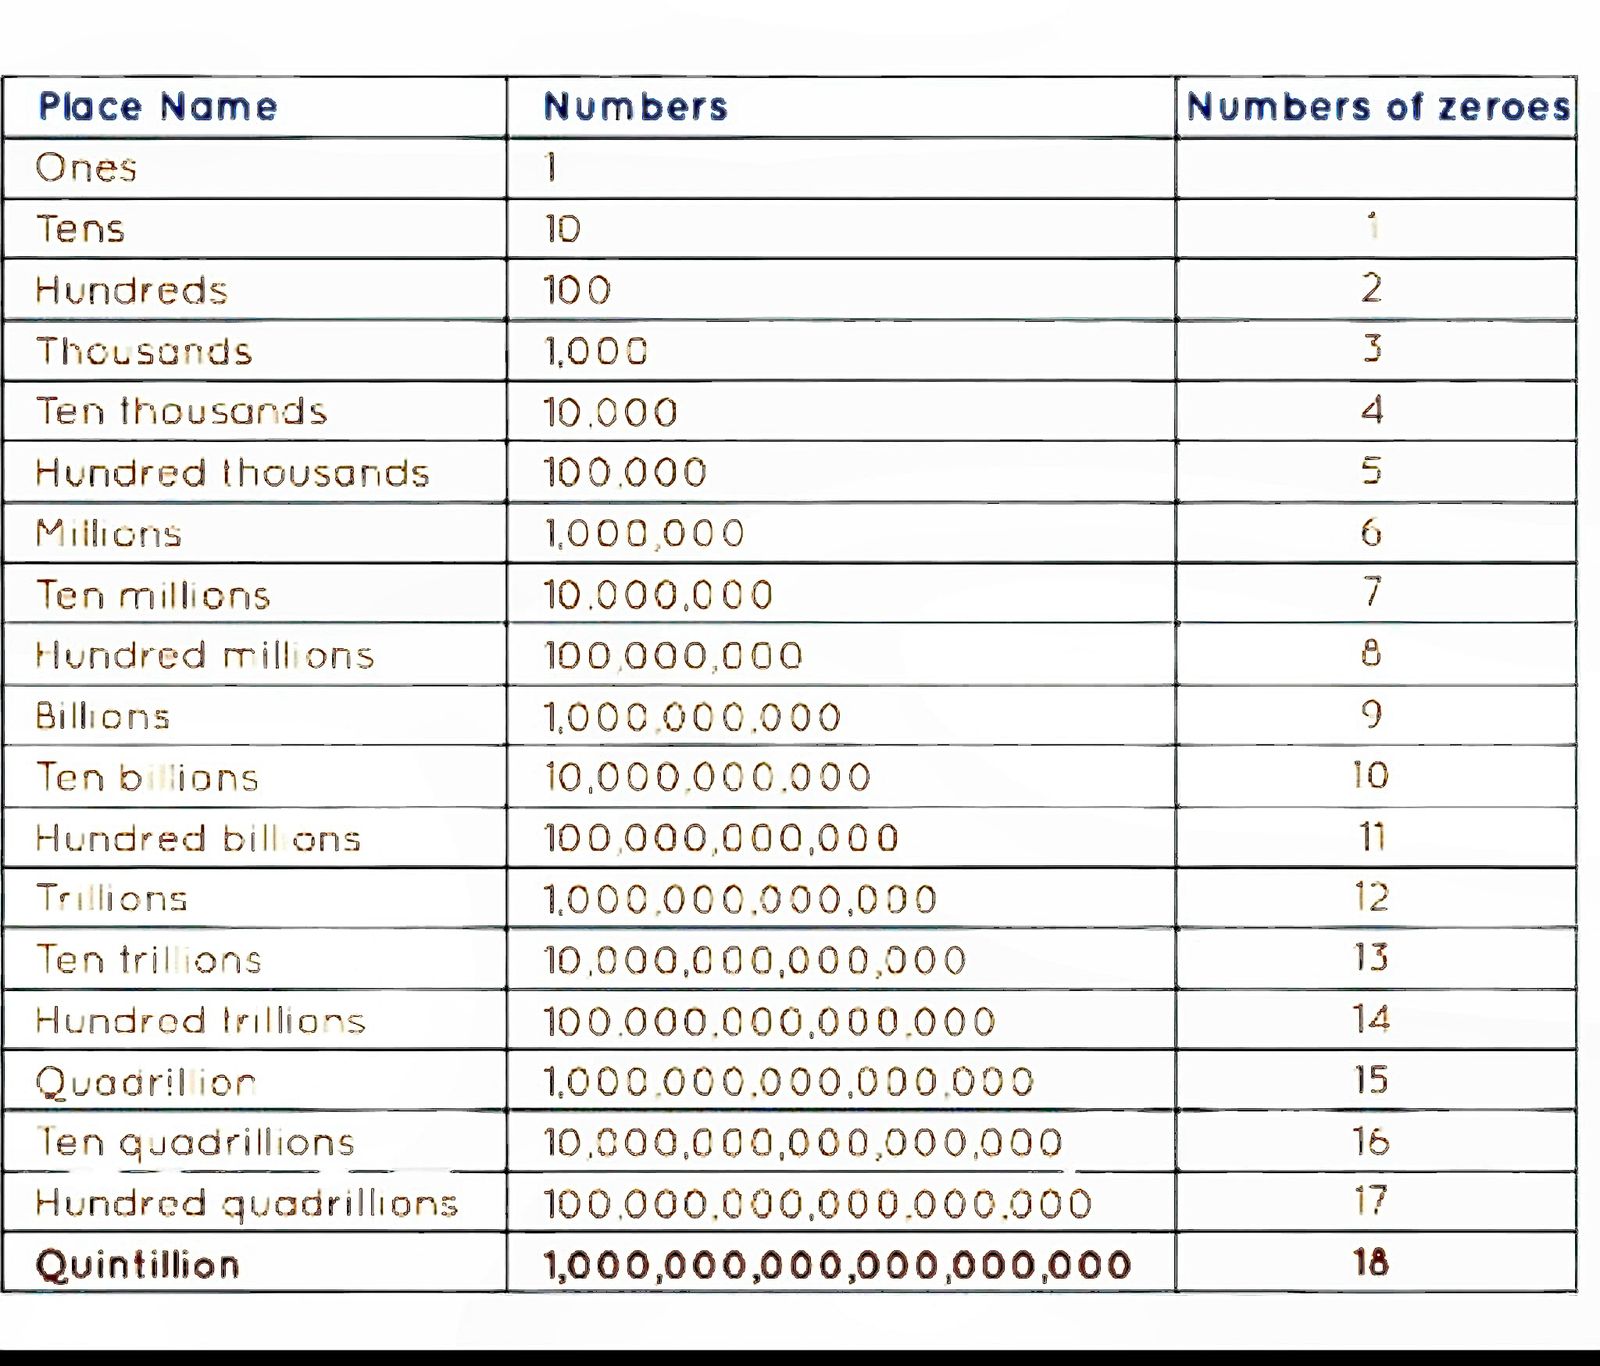 Place Name Numbers Numbers of zeroes
Ones 1
Tens 10 1
Hundreds 100 2
Thousands 1,000 3
Ten thousands 10,000 4
Hundred thousands 100,000 5
Millions 1,000,000 6
Ten millions 10,000,000 7
Hundred millions 100,000,000 8
Billions 1,000,000,000 9
Ten billions 10,000,000,000 10
Hundred billions 100,000,000,000 11
Trillions 1,000,000,000,000 12
Ten trillions 10,000,000,000,000 13
Hundred trillions 100,000,000,000,000 14
Quadrillion 1,000,000,000,000,000 15
Ten quadrillions 10,000,000,000,000,000 16
Hundred quadrillions 100,000,000,000,000,000 17
Quintillion 1,000,000,000,000,000,000 18